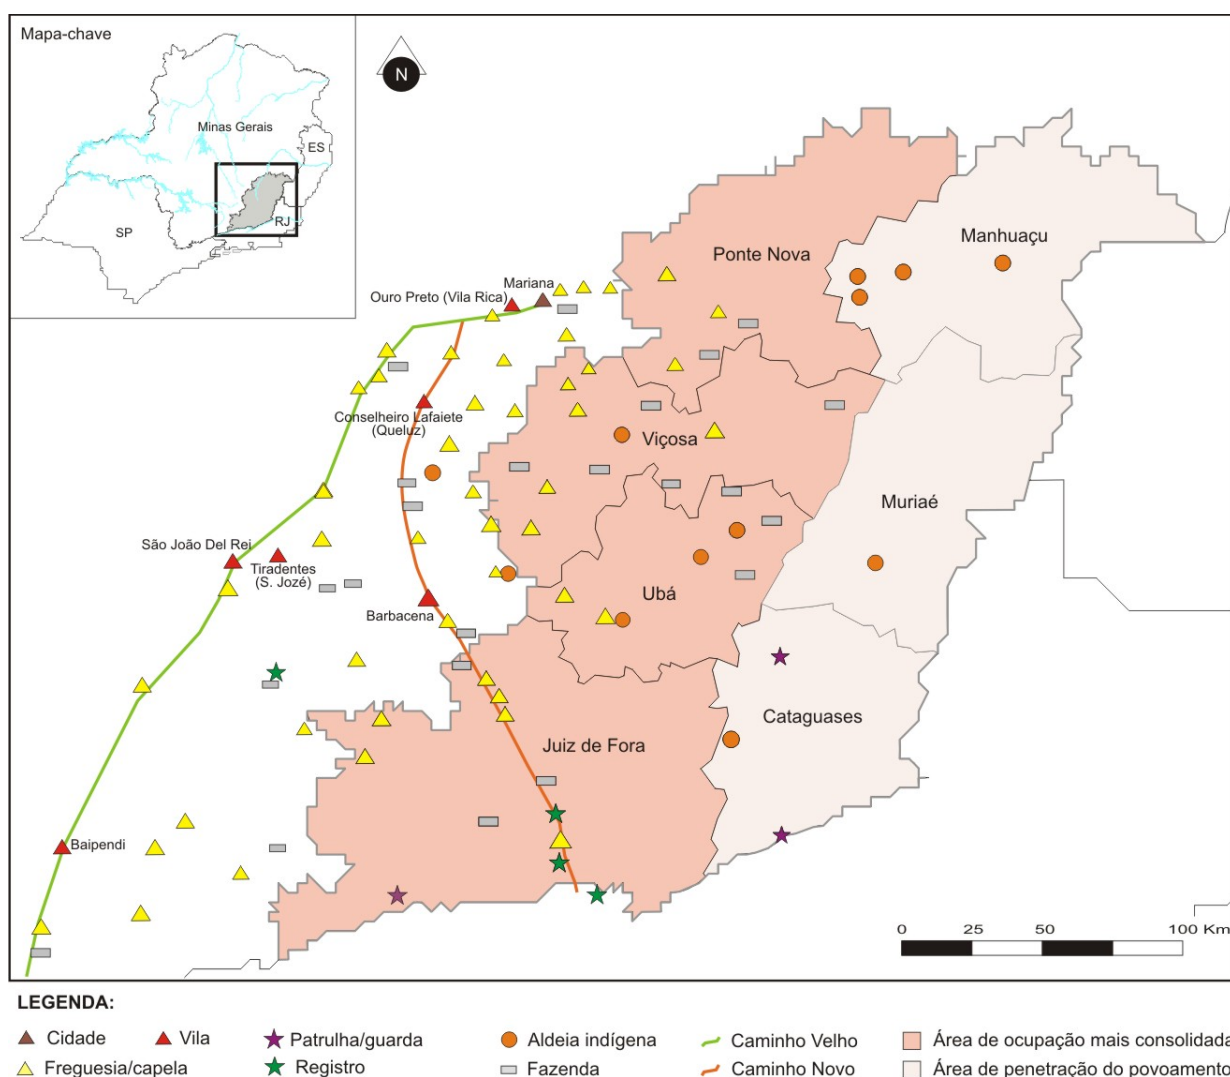 Mapa-chave
N
Minas Gerais
ES
SP
RJ
Manhuaçu
Ponte Nova
Mariana
Ouro Preto (Vila Rica)
Conselheiro Lafaiete
(Queluz)
Viçosa
Muriaé
São João Del Rei
Tiradentes
(S. Jozé)
Ubá
Barbacena
Cataguases
Juiz de Fora
Baipendi
0 25 50 100 Km
LEGENDA:
Cidade Vila Patrulha/guarda Aldeia indígena Caminho Velho Área de ocupação mais consolidada
Freguesia/capela Registro Fazenda Caminho Novo Área de penetração do povoamento